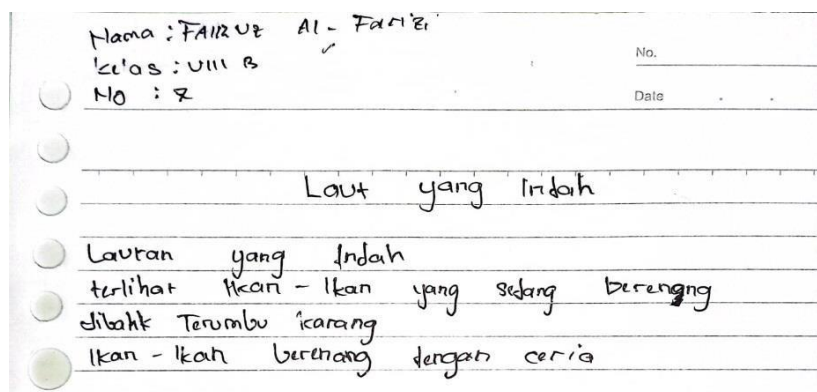 Nama : FAIRUZ Al - Farizi
kelas : VIII B
No : 7
No.
Date
Laut yang Indah
Lautan yang Indah
terlihat Ikan - Ikan yang sedang berenang
dibalik Terumbu karang
Ikan - Ikan berenang dengan ceria